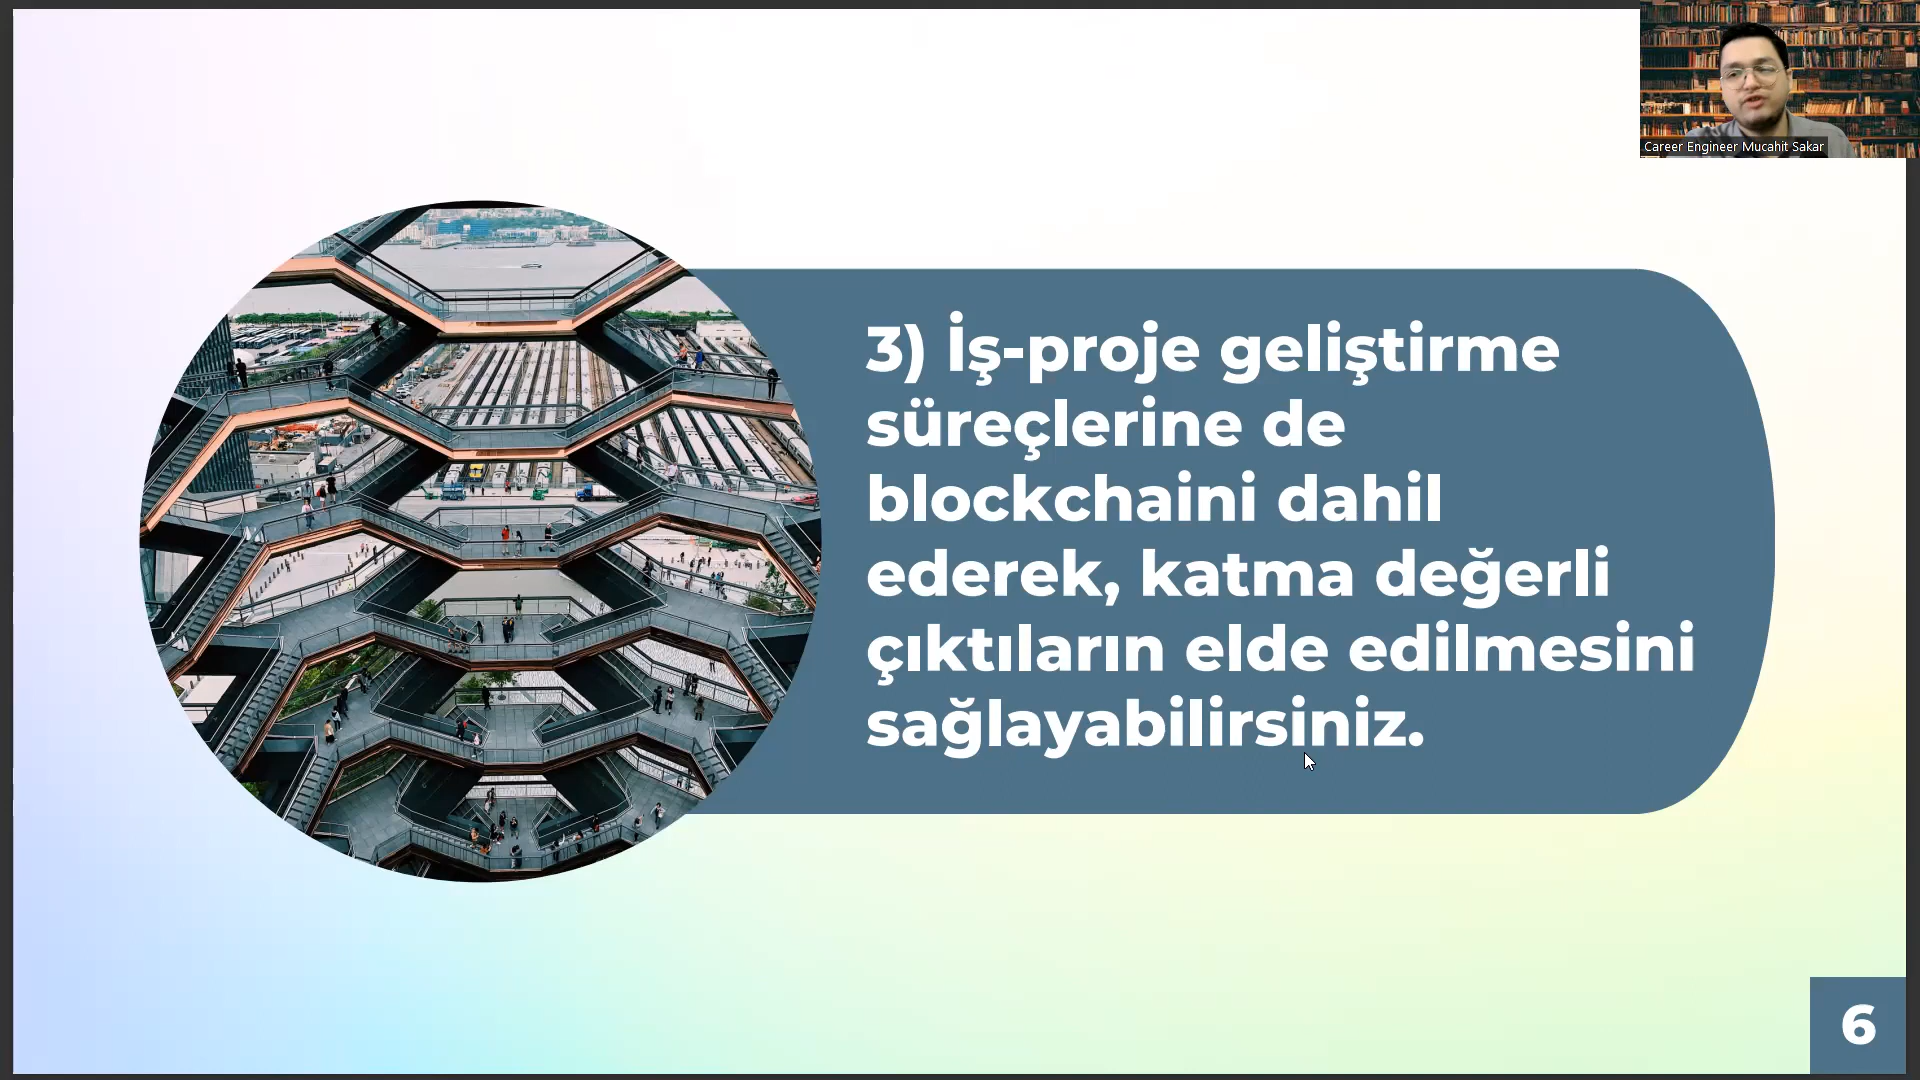 Career Engineer Mucahit Sakar
3) İş-proje geliştirme
süreçlerine de
blockchaini dahil
ederek, katma değerli
çıktıların elde edilmesini
sağlayabilirsiniz.
6